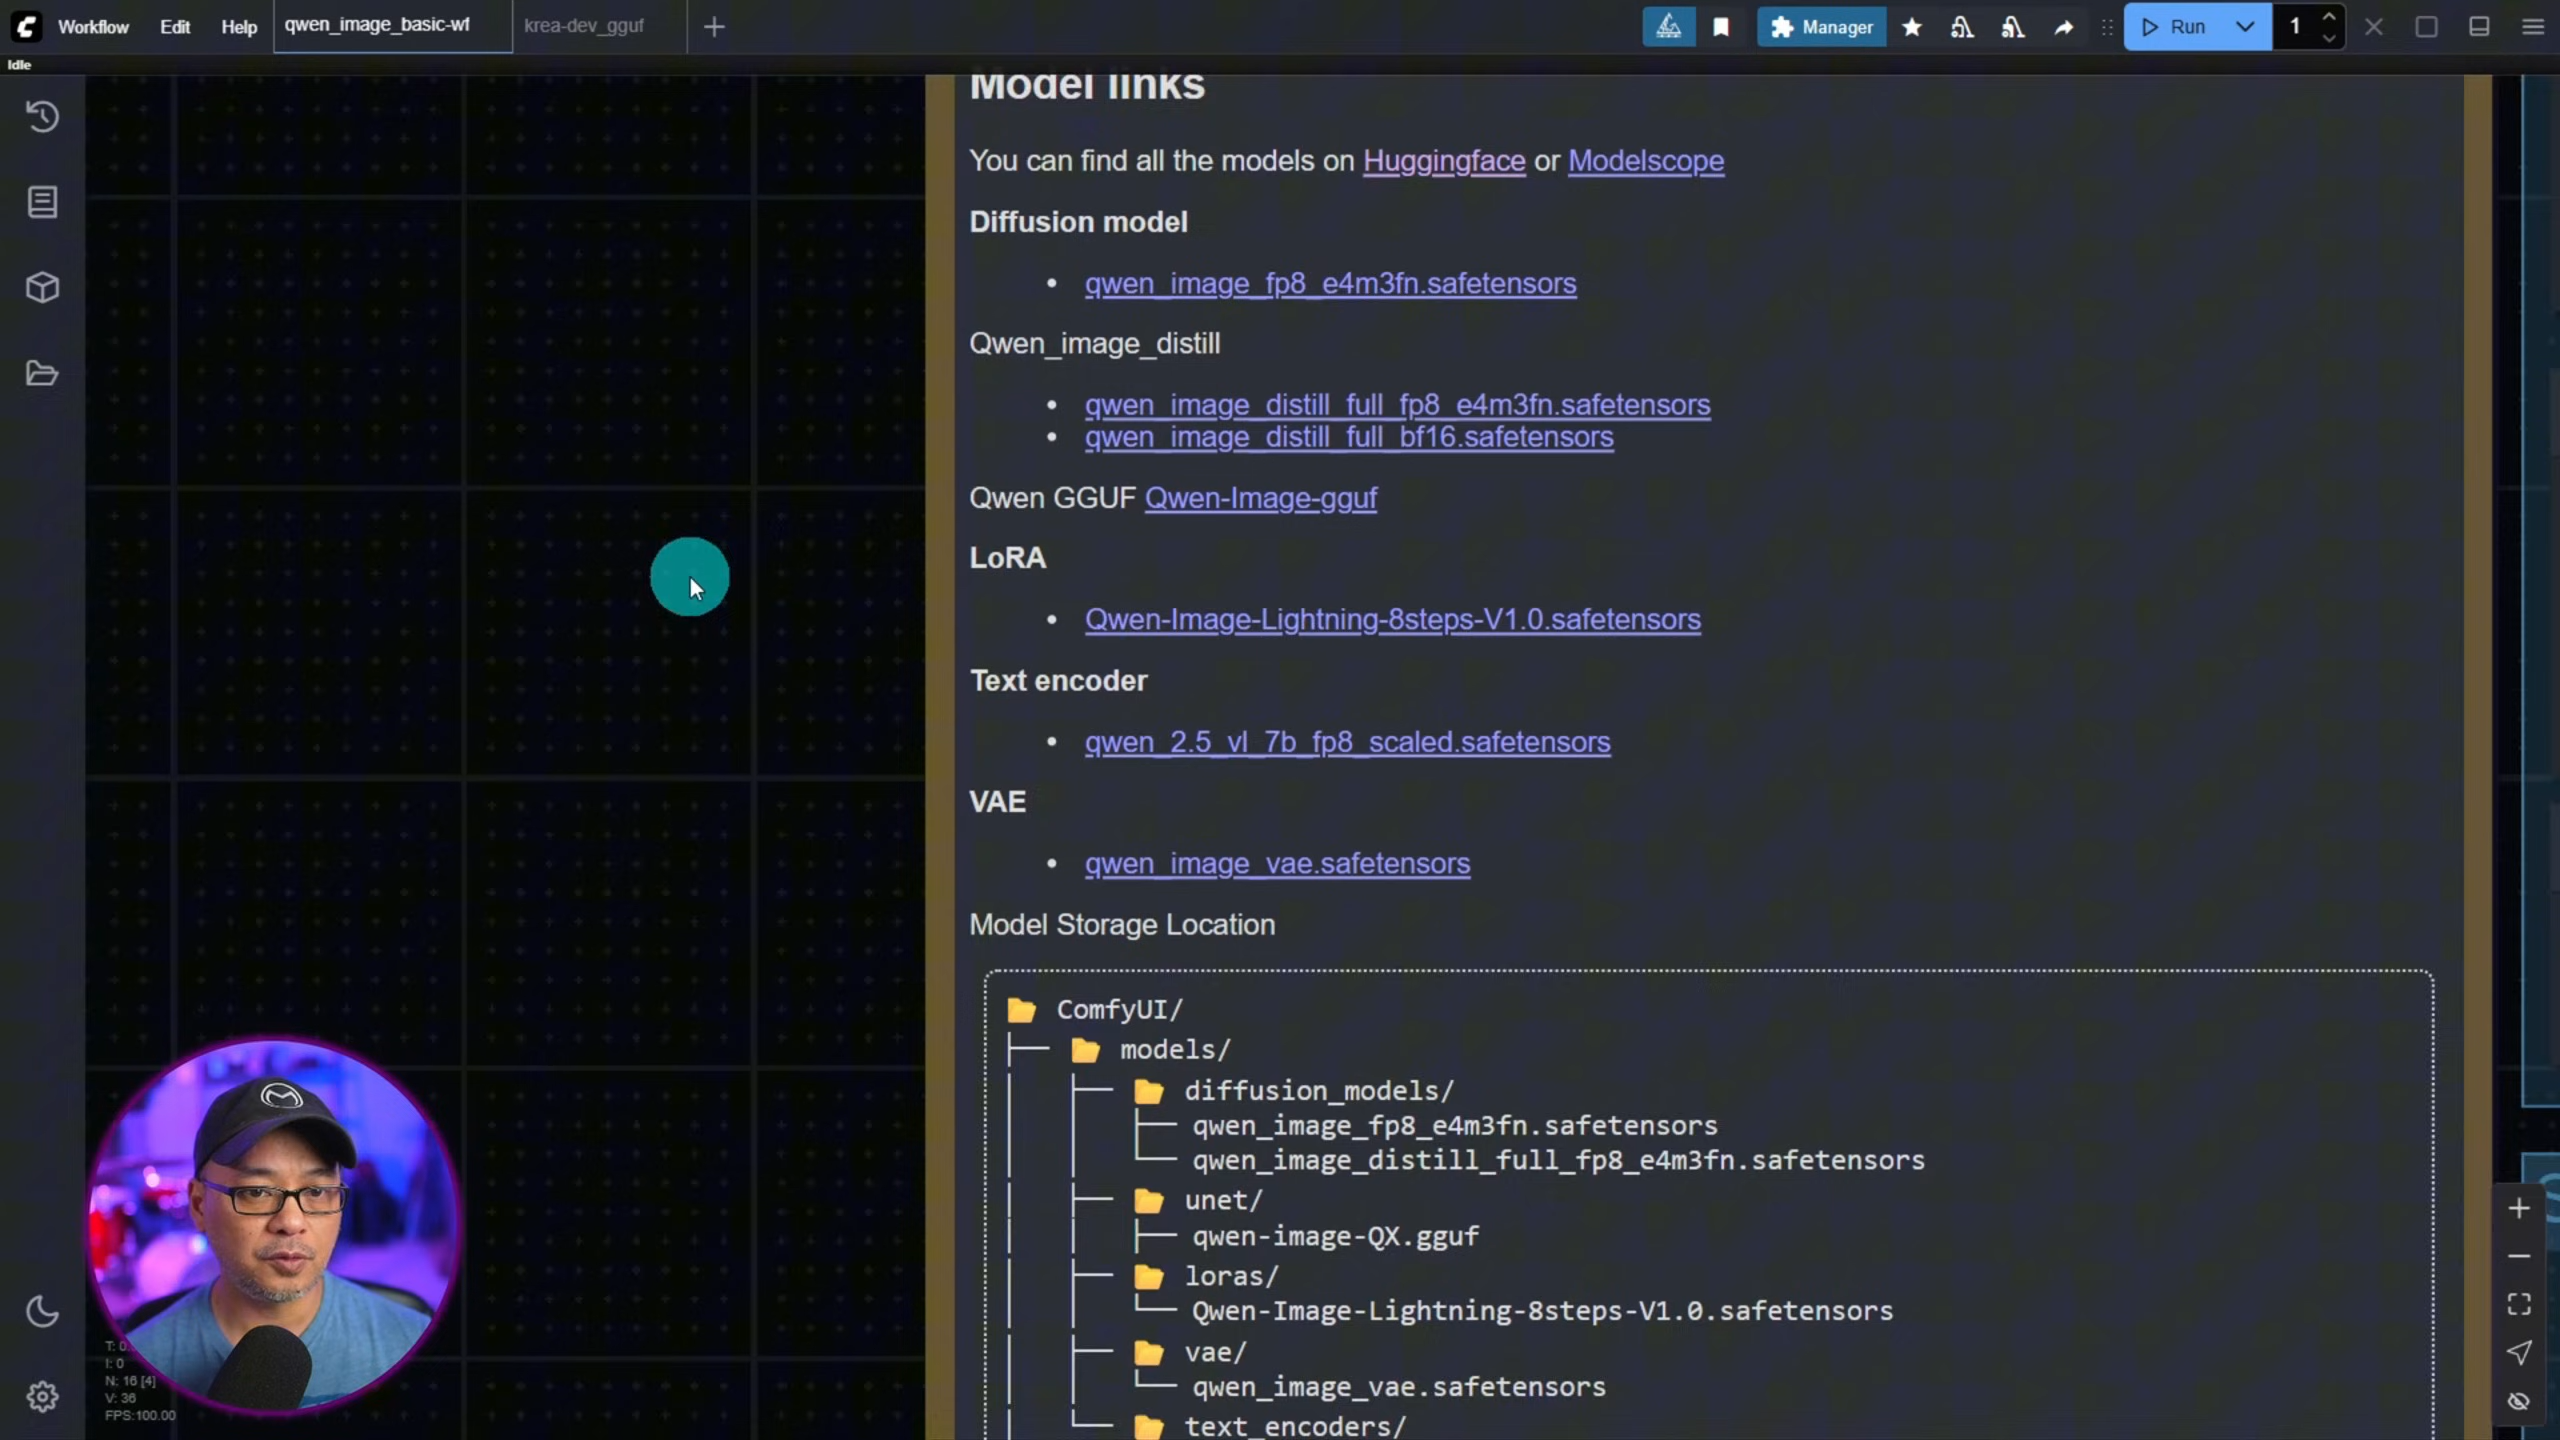 Workflow Edit Help qwen_image_basic-wf krea-dev_gguf Manager Run 1
Idle
Model links
You can find all the models on Huggingface or Modelscope
Diffusion model
• qwen_image_fp8_e4m3fn.safetensors
Qwen_image_distill
• qwen_image_distill_full_fp8_e4m3fn.safetensors
• qwen_image_distill_full_bf16.safetensors
Qwen GGUF Qwen-Image-gguf
LoRA
• Qwen-Image-Lightning-8steps-V1.0.safetensors
Text encoder
• qwen_2.5_vl_7b_fp8_scaled.safetensors
VAE
• qwen_image_vae.safetensors
Model Storage Location
ComfyUI/
models/
diffusion_models/
qwen_image_fp8_e4m3fn.safetensors
qwen_image_distill_full_fp8_e4m3fn.safetensors
unet/
qwen-image-QX.gguf
loras/
Qwen-Image-Lightning-8steps-V1.0.safetensors
vae/
qwen_image_vae.safetensors
text_encoders/
I: 0
N: 16 [4]
V: 36
FPS:100.00